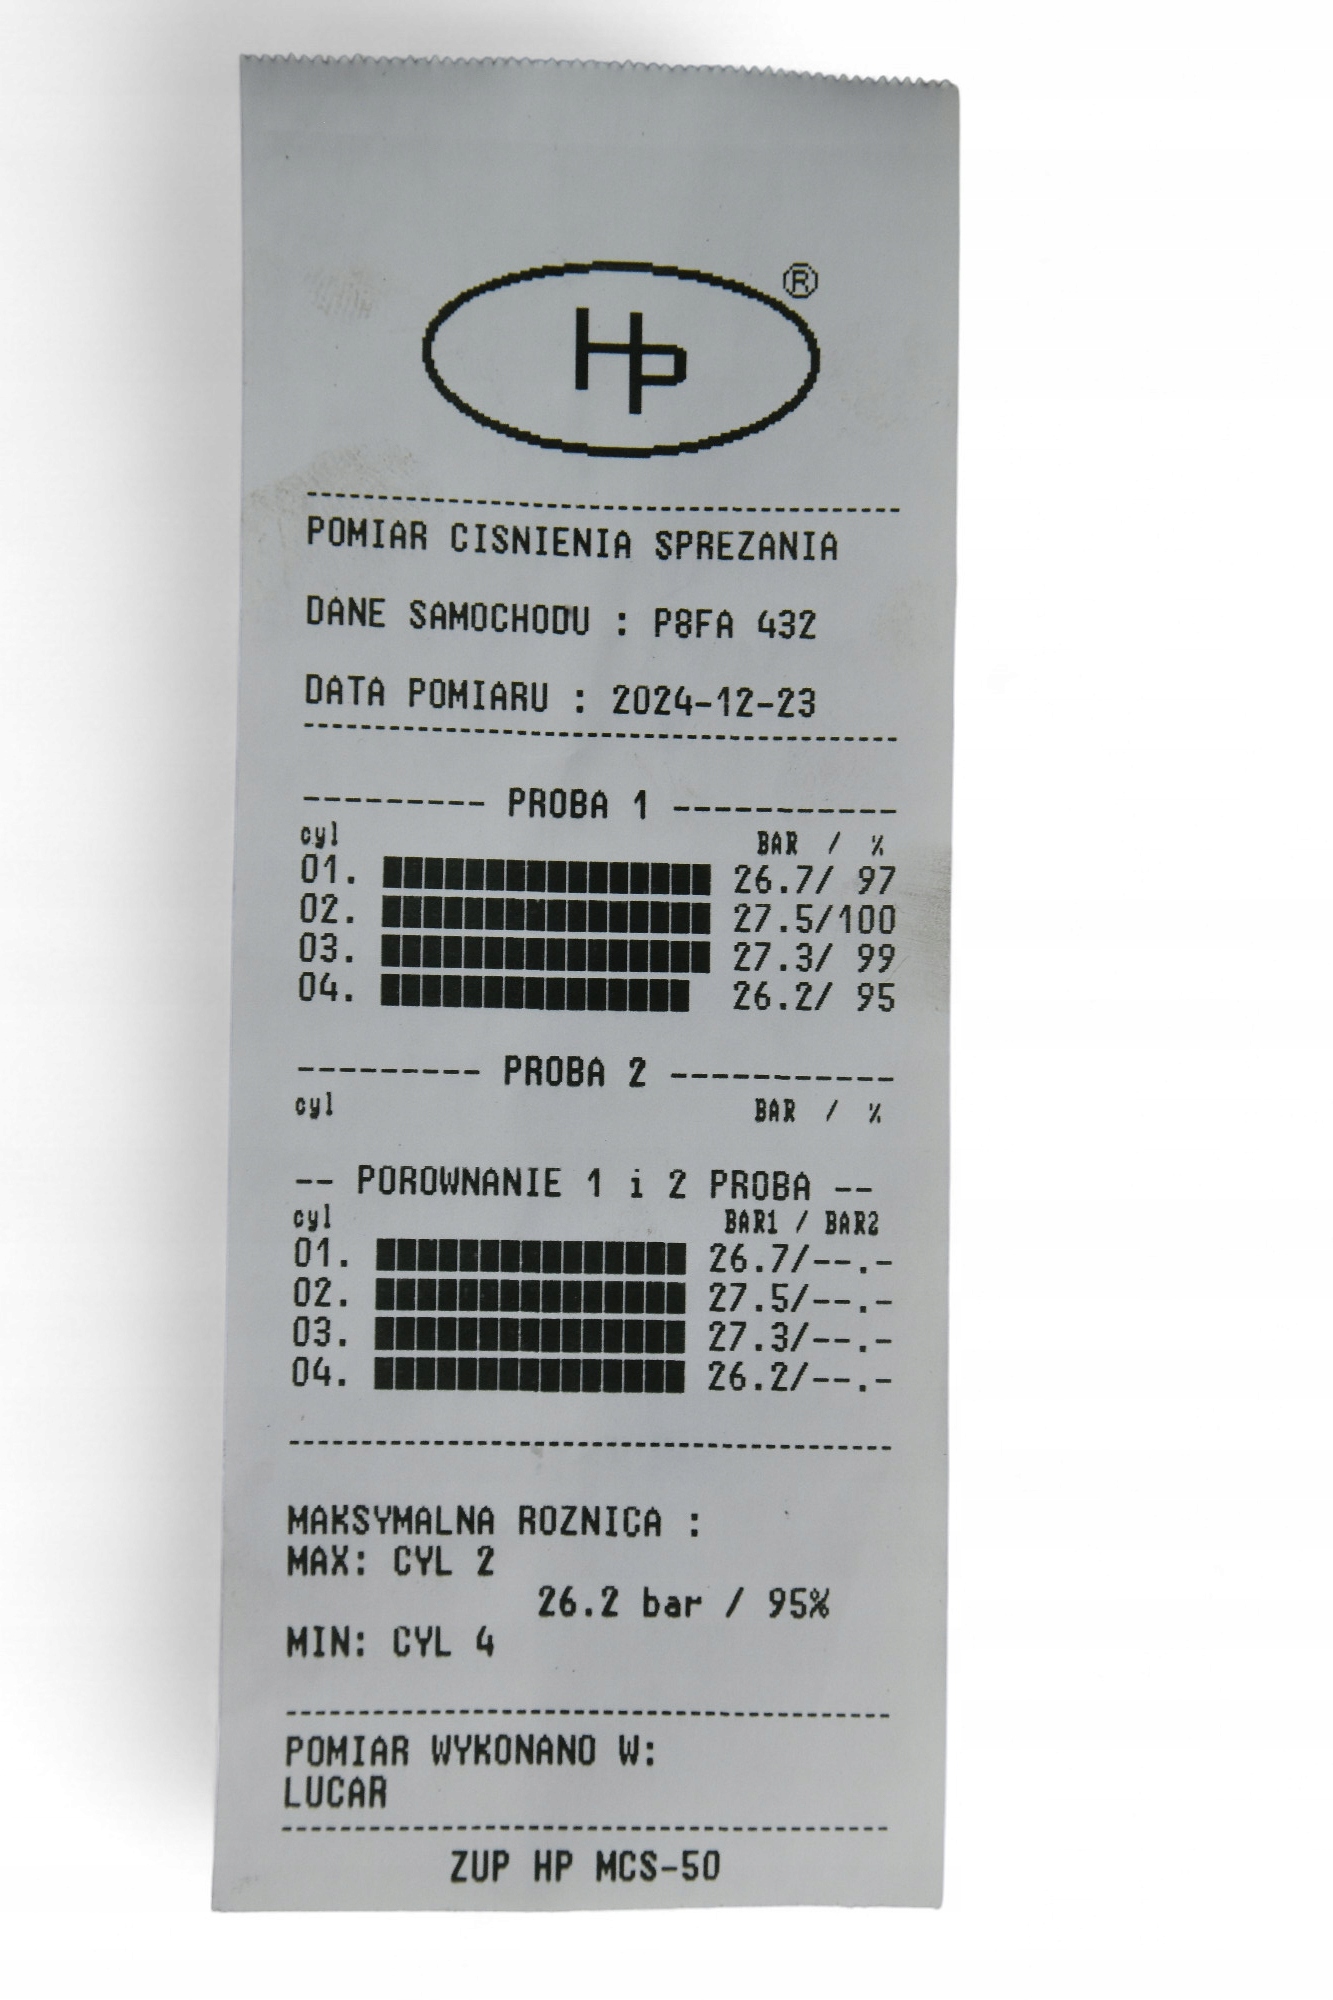 HP ®
POMIAR CISNIENIA SPREZANIA
DANE SAMOCHODU : P8FA 432
DATA POMIARU : 2024-12-23
--------- PROBA 1 -----------
cyl BAR / %
01. 26.7/ 97
02. 27.5/100
03. 27.3/ 99
04. 26.2/ 95
--------- PROBA 2 -----------
cyl BAR / %
-- POROWNANIE 1 i 2 PROBA --
cyl BAR1 / BAR2
01. 26.7/--.-
02. 27.5/--.-
03. 27.3/--.-
04. 26.2/--.-
MAKSYMALNA ROZNICA :
MAX: CYL 2
26.2 bar / 95%
MIN: CYL 4
POMIAR WYKONANO W:
LUCAR
ZUP HP MCS-50